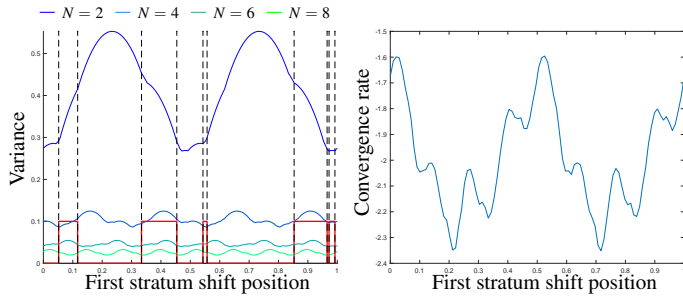 N = 2 N = 4 N = 6 N = 8
Variance
0.5
0.4
0.3
0.2
0.1
0
0 0.1 0.2 0.3 0.4 0.5 0.6 0.7 0.8 0.9 1
First stratum shift position
Convergence rate
-1.5
-1.6
-1.7
-1.8
-1.9
-2
-2.1
-2.2
-2.3
-2.4
0 0.1 0.2 0.3 0.4 0.5 0.6 0.7 0.8 0.9 1
First stratum shift position